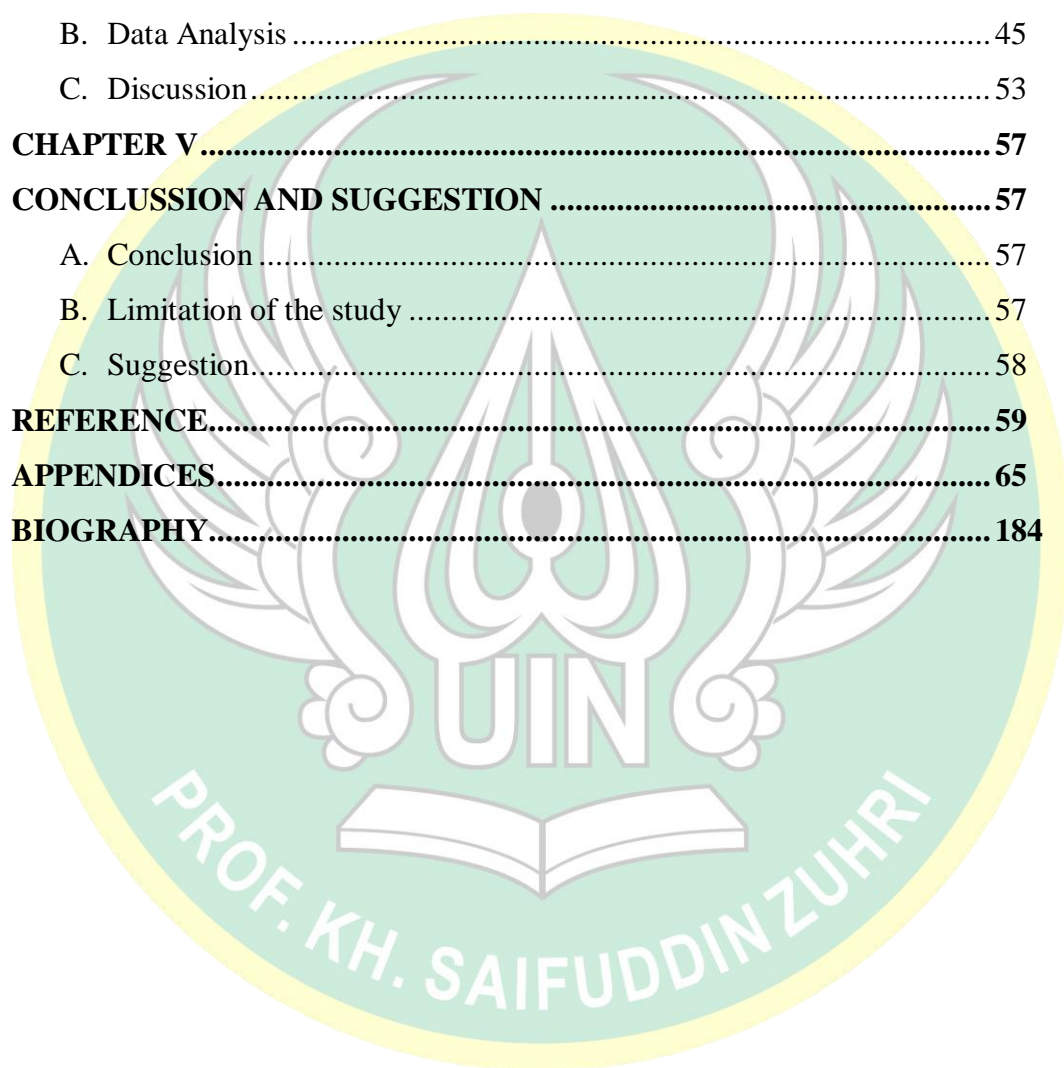 B. Data Analysis ........................................................................................ 45
C. Discussion ............................................................................................. 53
CHAPTER V ................................................................................................. 57
CONCLUSSION AND SUGGESTION ....................................................... 57
A. Conclusion ............................................................................................ 57
B. Limitation of the study ......................................................................... 57
C. Suggestion ............................................................................................. 58
REFERENCE ................................................................................................ 59
APPENDICES ............................................................................................... 65
BIOGRAPHY ............................................................................................... 184
UIN
PROF. KH. SAIFUDDIN ZUHRI